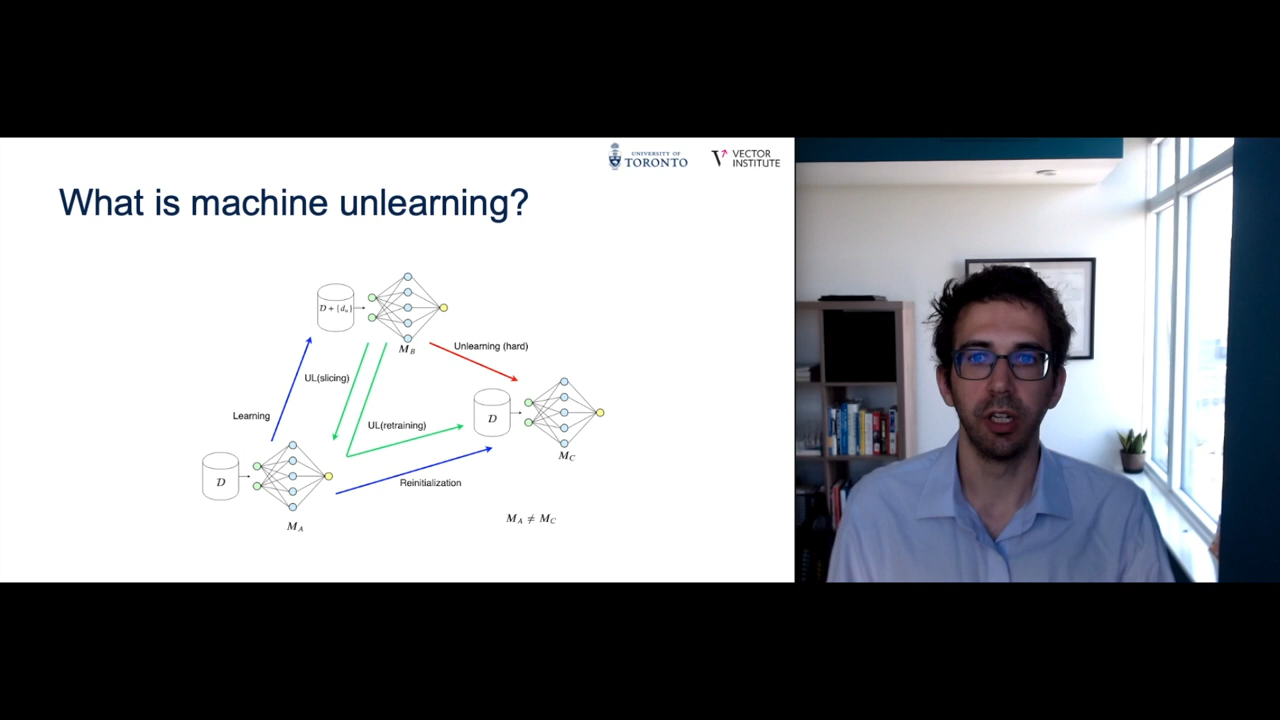 UNIVERSITY OF
TORONTO
VECTOR
INSTITUTE
What is machine unlearning?
D + {dᵤ}
M_B
Unlearning (hard)
UL(slicing)
Learning
UL(retraining)
D
M_C
D
Reinitialization
M_A
M_A ≠ M_C